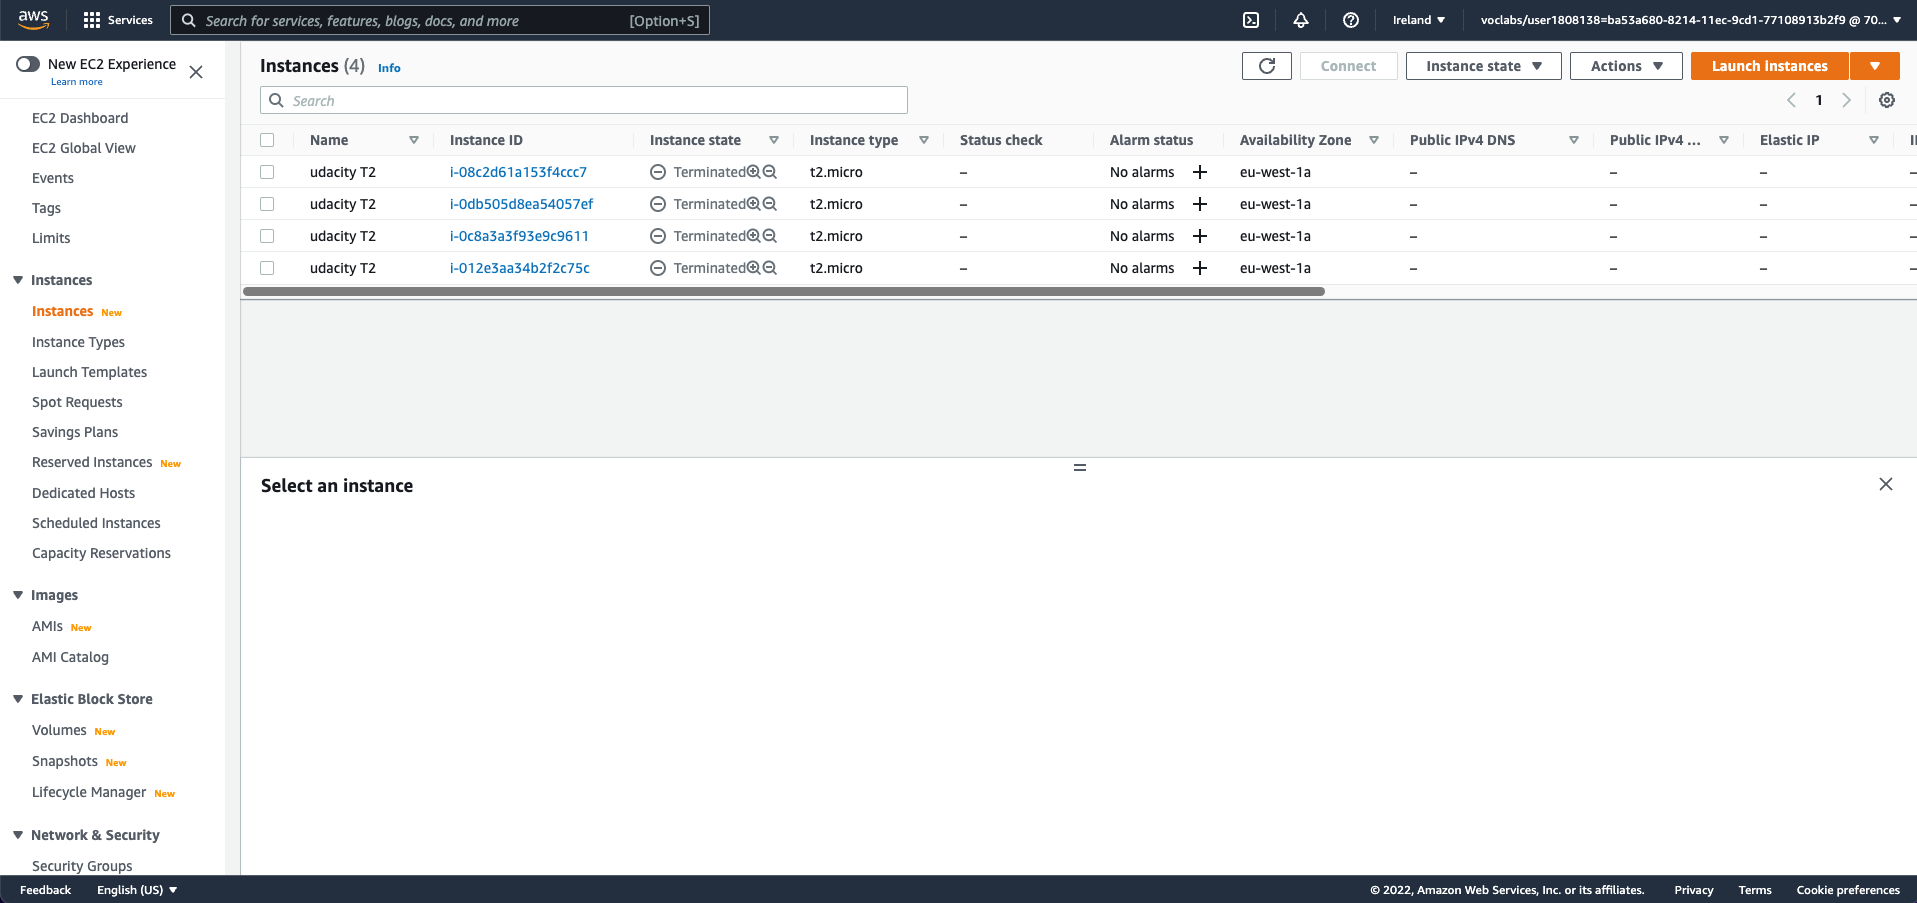 aws Services Search for services, features, blogs, docs, and more [Option+S] Ireland voclabs/user1808138=ba53a680-8214-11ec-9cd1-77108913b2f9 @ 70...
New EC2 Experience
Learn more
EC2 Dashboard
EC2 Global View
Events
Tags
Limits
Instances
Instances New
Instance Types
Launch Templates
Spot Requests
Savings Plans
Reserved Instances New
Dedicated Hosts
Scheduled Instances
Capacity Reservations
Images
AMIs New
AMI Catalog
Elastic Block Store
Volumes New
Snapshots New
Lifecycle Manager New
Network & Security
Security Groups
Instances (4) Info Connect Instance state Actions Launch instances
Search 1
Name Instance ID Instance state Instance type Status check Alarm status Availability Zone Public IPv4 DNS Public IPv4 ... Elastic IP
udacity T2 i-08c2d61a153f4ccc7 Terminated t2.micro – No alarms + eu-west-1a – – – –
udacity T2 i-0db505d8ea54057ef Terminated t2.micro – No alarms + eu-west-1a – – – –
udacity T2 i-0c8a3a3f93e9c9611 Terminated t2.micro – No alarms + eu-west-1a – – – –
udacity T2 i-012e3aa34b2f2c75c Terminated t2.micro – No alarms + eu-west-1a – – – –
Select an instance
Feedback English (US) © 2022, Amazon Web Services, Inc. or its affiliates. Privacy Terms Cookie preferences